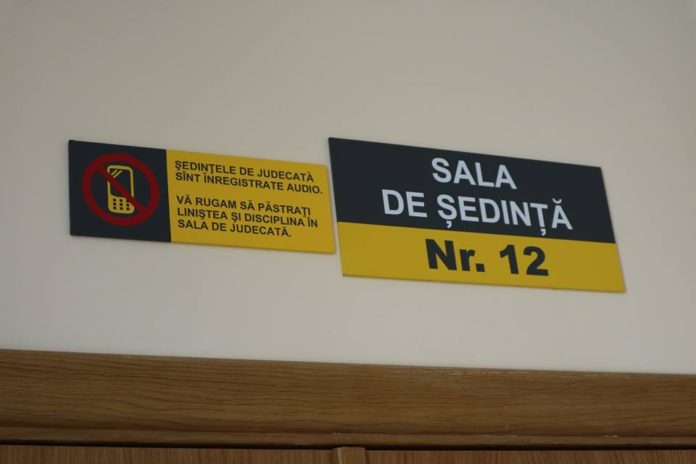 ȘEDINȚELE DE JUDECATĂ
SÎNT ÎNREGISTRATE AUDIO.
VĂ RUGAM SĂ PĂSTRAȚI
LINIȘTEA ȘI DISCIPLINA ÎN
SALA DE JUDECATĂ.
SALA
DE ȘEDINȚĂ
Nr. 12